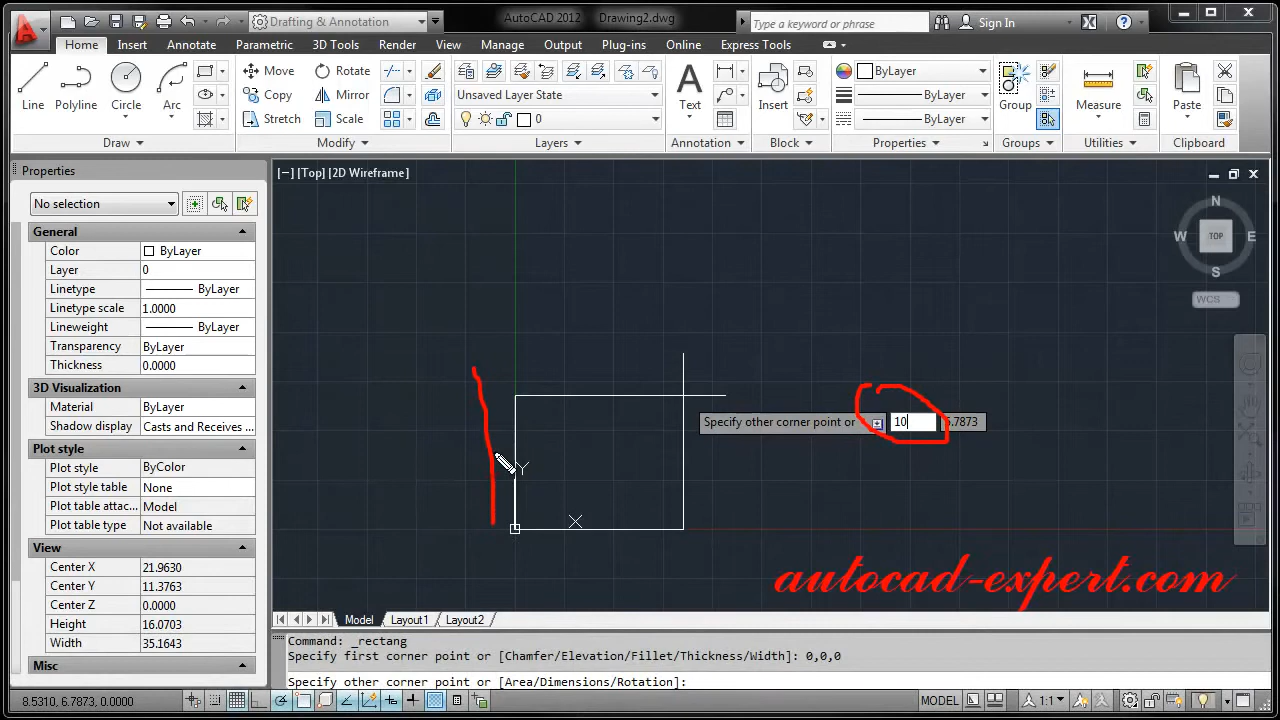 Drafting & Annotation
AutoCAD 2012 Drawing2.dwg
Type a keyword or phrase
Sign In
Home Insert Annotate Parametric 3D Tools Render View Manage Output Plug-ins Online Express Tools
Line Polyline Circle Arc
Move Rotate
Copy Mirror
Stretch Scale
Unsaved Layer State
0
Text
Insert
ByLayer
ByLayer
ByLayer
Group
Measure
Paste
Draw Modify Layers Annotation Block Properties Groups Utilities Clipboard
Properties
No selection
General
Color ByLayer
Layer 0
Linetype ByLayer
Linetype scale 1.0000
Lineweight ByLayer
Transparency ByLayer
Thickness 0.0000
3D Visualization
Material ByLayer
Shadow display Casts and Receives ...
Plot style
Plot style ByColor
Plot style table None
Plot table attac... Model
Plot table type Not available
View
Center X 21.9630
Center Y 11.3763
Center Z 0.0000
Height 16.0703
Width 35.1643
Misc
[−] [Top] [2D Wireframe]
N
W TOP E
S
WCS
Specify other corner point or 10 6.7873
Y
X
autocad-expert.com
Model Layout1 Layout2
Command: _rectang
Specify first corner point or [Chamfer/Elevation/Fillet/Thickness/Width]: 0,0,0
Specify other corner point or [Area/Dimensions/Rotation]:
8.5310, 6.7873, 0.0000
MODEL
1:1